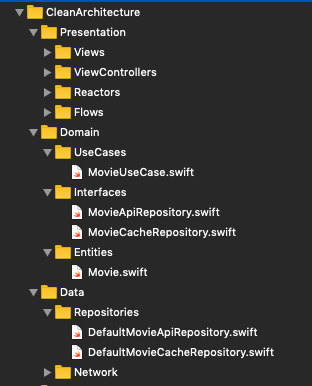 CleanArchitecture
Presentation
Views
ViewControllers
Reactors
Flows
Domain
UseCases
MovieUseCase.swift
Interfaces
MovieApiRepository.swift
MovieCacheRepository.swift
Entities
Movie.swift
Data
Repositories
DefaultMovieApiRepository.swift
DefaultMovieCacheRepository.swift
Network